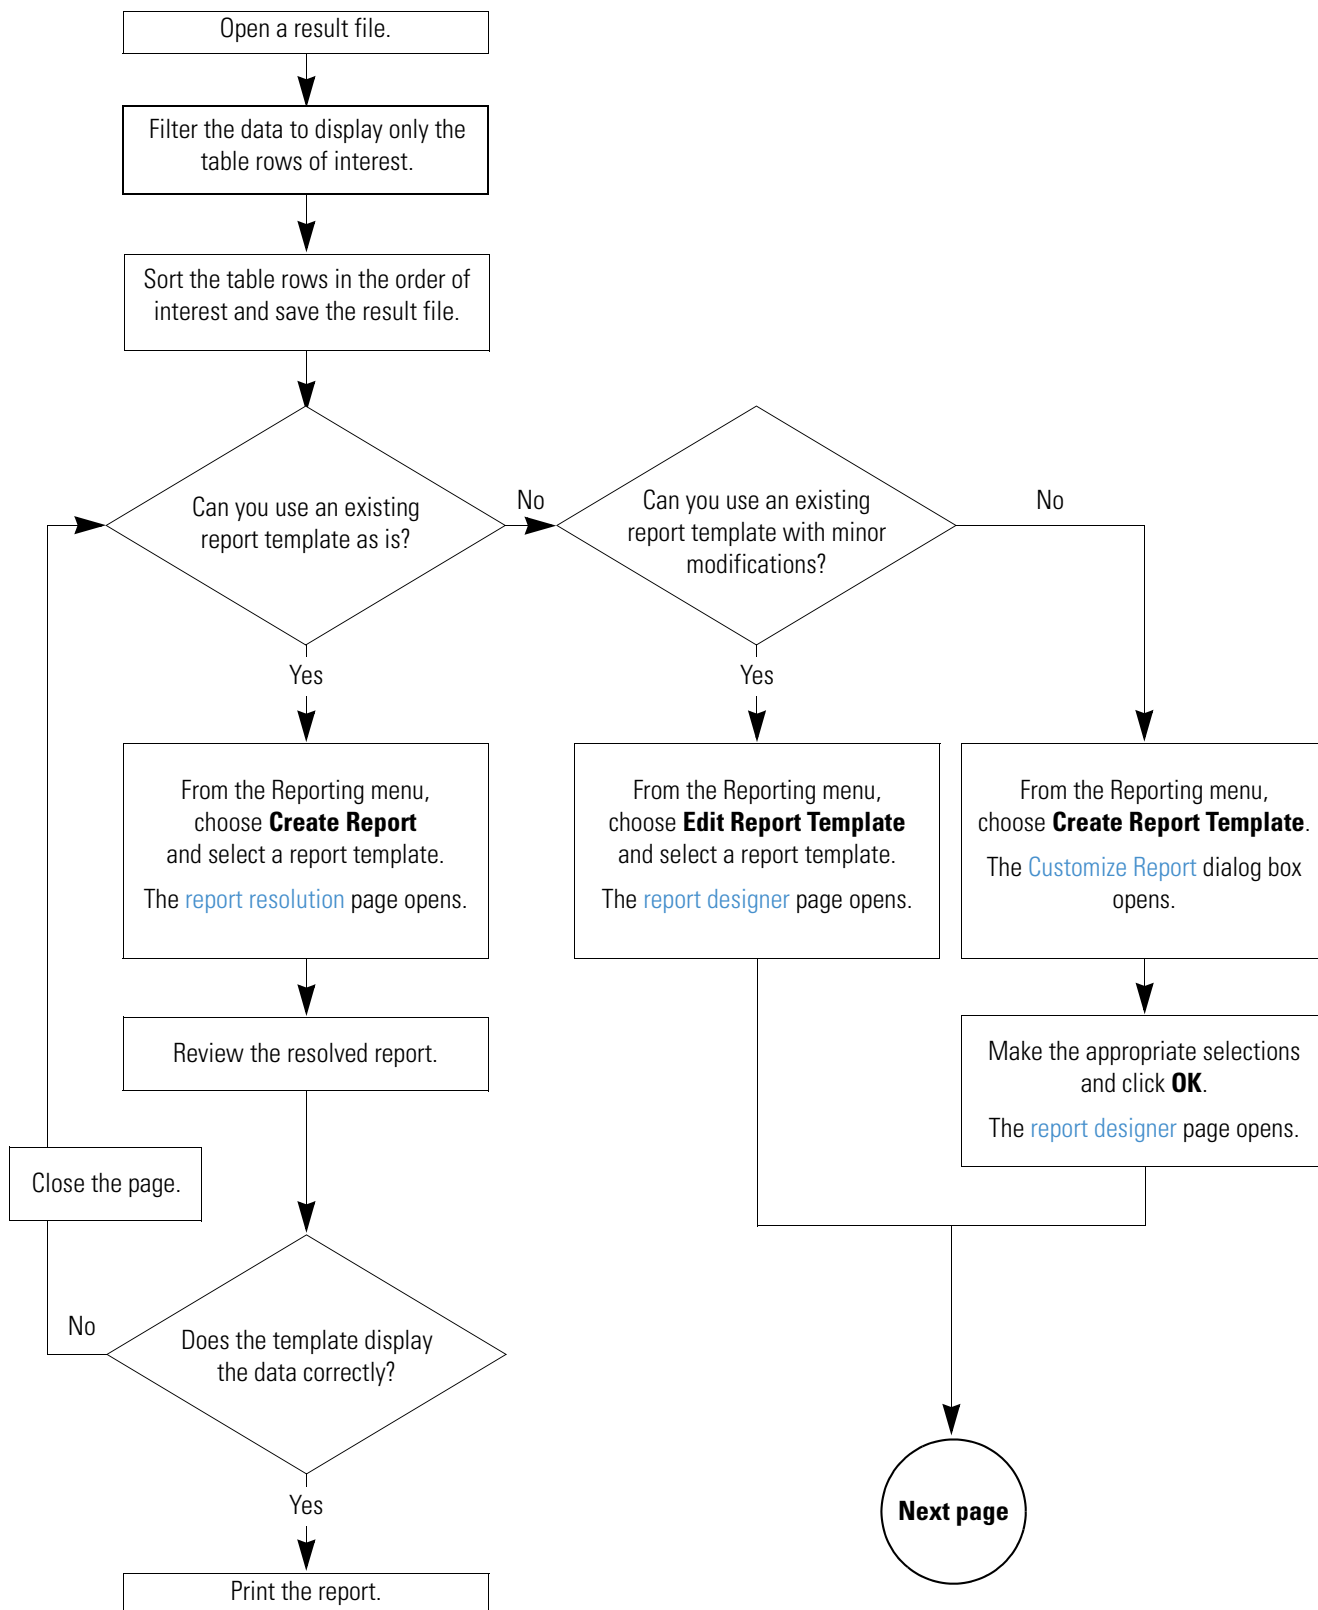 Open a result file.
Filter the data to display only the
table rows of interest.
Sort the table rows in the order of
interest and save the result file.
Can you use an existing
report template as is?
No
Can you use an existing
report template with minor
modifications?
No
Yes
Yes
From the Reporting menu,
choose Create Report
and select a report template.
The report resolution page opens.
From the Reporting menu,
choose Edit Report Template
and select a report template.
The report designer page opens.
From the Reporting menu,
choose Create Report Template.
The Customize Report dialog box
opens.
Review the resolved report.
Make the appropriate selections
and click OK.
The report designer page opens.
Close the page.
No
Does the template display
the data correctly?
Yes
Next page
Print the report.